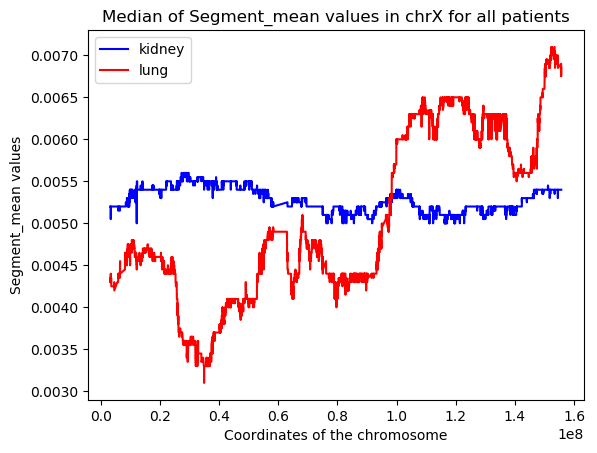 Median of Segment_mean values in chrX for all patients
kidney
lung
Segment_mean values
0.0070
0.0065
0.0060
0.0055
0.0050
0.0045
0.0040
0.0035
0.0030
0.0 0.2 0.4 0.6 0.8 1.0 1.2 1.4 1.6
1e8
Coordinates of the chromosome